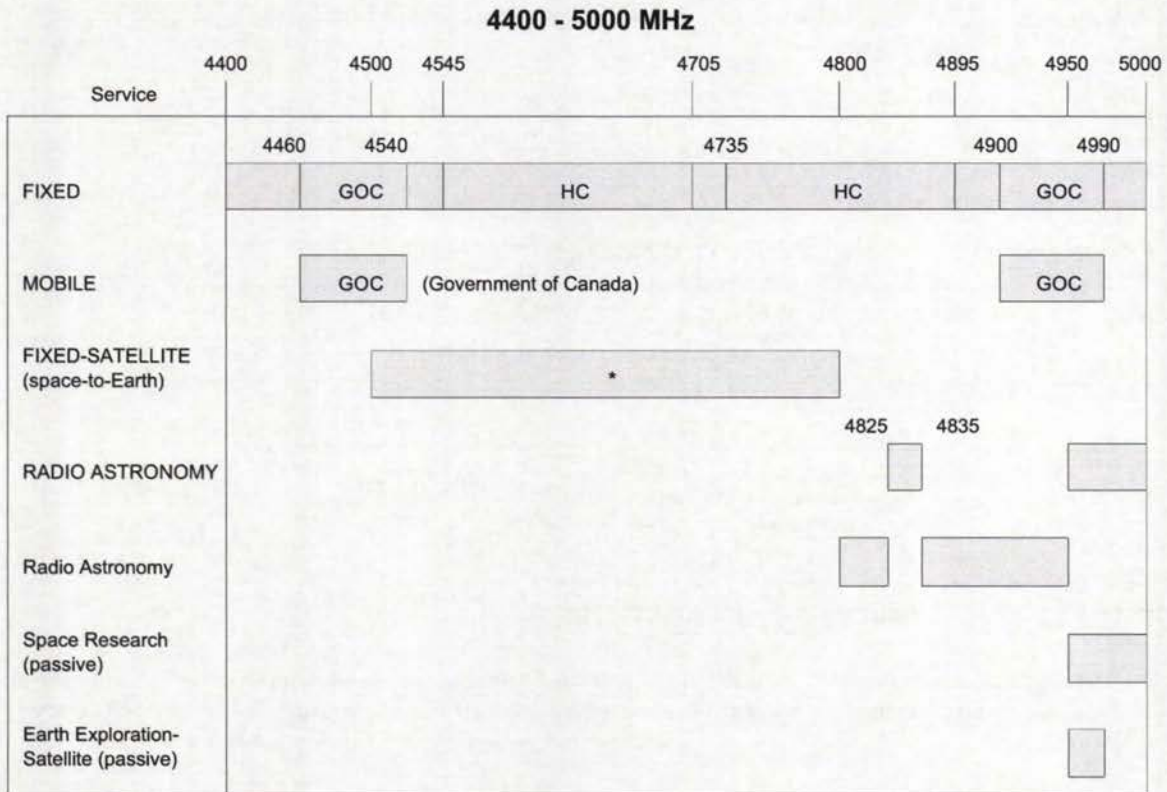 4400 - 5000 MHz
4400 4500 4545 4705 4800 4895 4950 5000
Service
4460 4540 4735 4900 4990
FIXED GOC HC HC GOC
MOBILE GOC (Government of Canada) GOC
FIXED-SATELLITE
(space-to-Earth) *
4825 4835
RADIO ASTRONOMY
Radio Astronomy
Space Research
(passive)
Earth Exploration-
Satellite (passive)